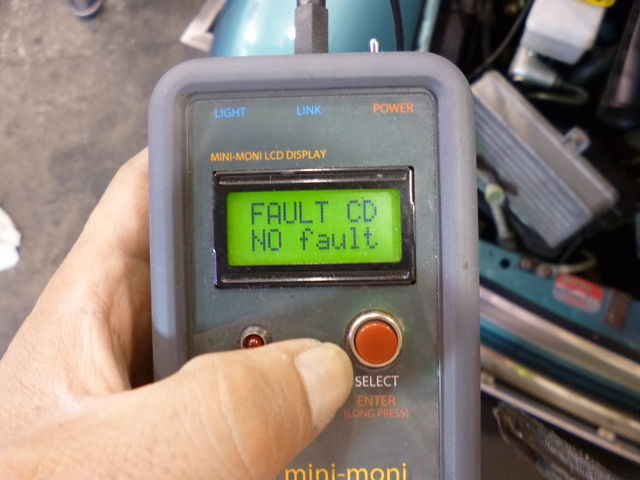 LIGHT LINK POWER
MINI-MONI LCD DISPLAY
FAULT CD
NO fault
SELECT
ENTER
(LONG PRESS)
mini-moni